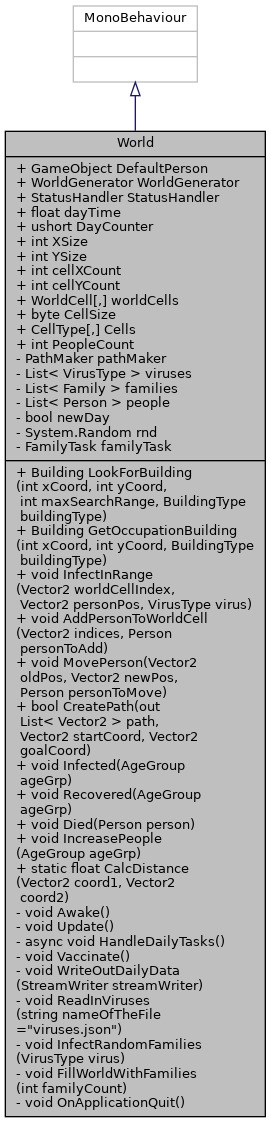 MonoBehaviour
World
+ GameObject DefaultPerson
+ WorldGenerator WorldGenerator
+ StatusHandler StatusHandler
+ float dayTime
+ ushort DayCounter
+ int XSize
+ int YSize
+ int cellXCount
+ int cellYCount
+ WorldCell[,] worldCells
+ byte CellSize
+ CellType[,] Cells
+ int PeopleCount
- PathMaker pathMaker
- List< VirusType > viruses
- List< Family > families
- List< Person > people
- bool newDay
- System.Random rnd
- FamilyTask familyTask
+ Building LookForBuilding
(int xCoord, int yCoord,
int maxSearchRange, BuildingType
buildingType)
+ Building GetOccupationBuilding
(int xCoord, int yCoord, BuildingType
buildingType)
+ void InfectInRange
(Vector2 worldCellIndex,
Vector2 personPos, VirusType virus)
+ void AddPersonToWorldCell
(Vector2 indices, Person
personToAdd)
+ void MovePerson(Vector2
oldPos, Vector2 newPos,
Person personToMove)
+ bool CreatePath(out
List< Vector2 > path,
Vector2 startCoord, Vector2
goalCoord)
+ void Infected(AgeGroup
ageGrp)
+ void Recovered(AgeGroup
ageGrp)
+ void Died(Person person)
+ void IncreasePeople
(AgeGroup ageGrp)
+ static float CalcDistance
(Vector2 coord1, Vector2
coord2)
- void Awake()
- void Update()
- async void HandleDailyTasks()
- void Vaccinate()
- void WriteOutDailyData
(StreamWriter streamWriter)
- void ReadInViruses
(string nameOfTheFile
="viruses.json")
- void InfectRandomFamilies
(VirusType virus)
- void FillWorldWithFamilies
(int familyCount)
- void OnApplicationQuit()